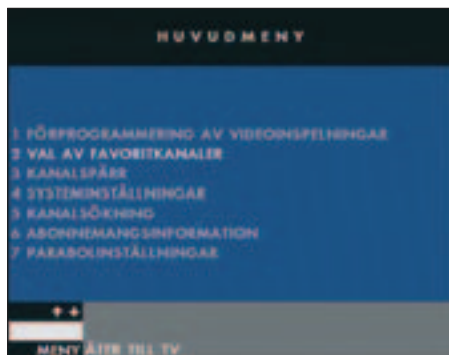 HUVUDMENY
1 FÖRPROGRAMMERING AV VIDEOINSPELNINGAR
2 VAL AV FAVORITKANALER
3 KANALSPÄRR
4 SYSTEMINSTÄLLNINGAR
5 KANALSÖKNING
6 ABONNEMANGSINFORMATION
7 PARABOLINSTÄLLNINGAR
MENY ÅTER TILL TV